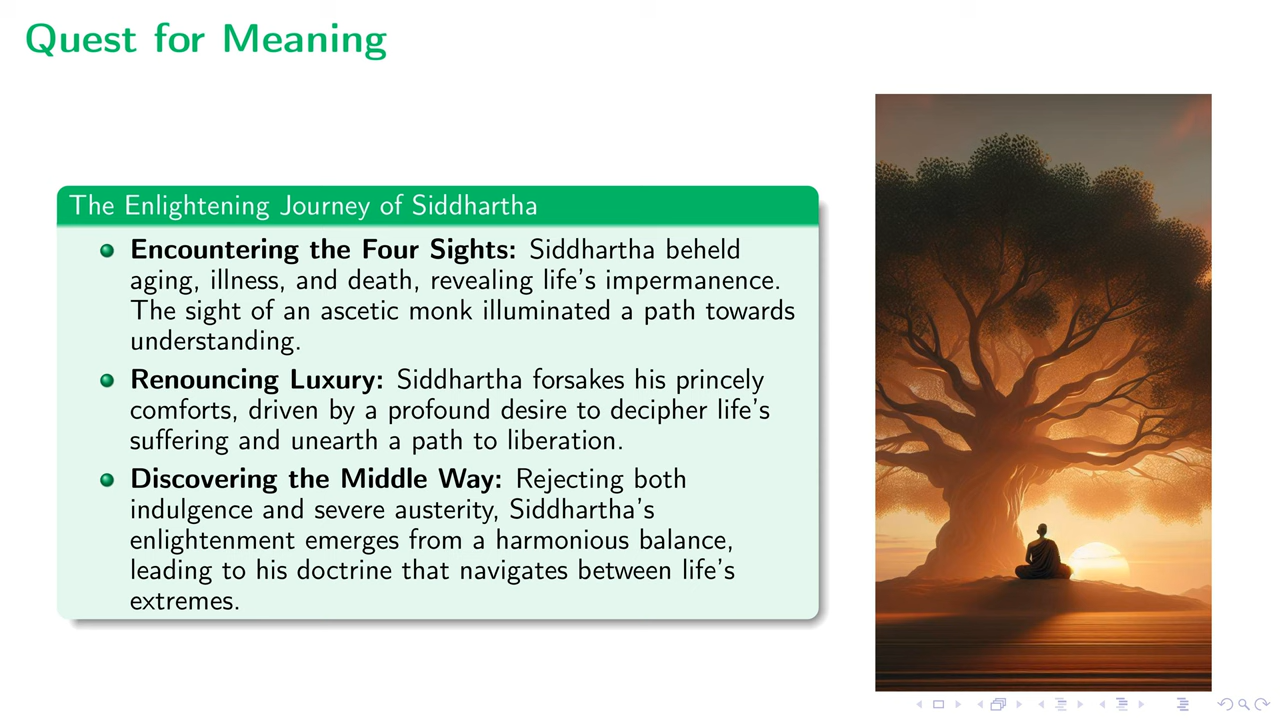 Quest for Meaning
The Enlightening Journey of Siddhartha
Encountering the Four Sights: Siddhartha beheld
aging, illness, and death, revealing life's impermanence.
The sight of an ascetic monk illuminated a path towards
understanding.
Renouncing Luxury: Siddhartha forsakes his princely
comforts, driven by a profound desire to decipher life's
suffering and unearth a path to liberation.
Discovering the Middle Way: Rejecting both
indulgence and severe austerity, Siddhartha's
enlightenment emerges from a harmonious balance,
leading to his doctrine that navigates between life's
extremes.